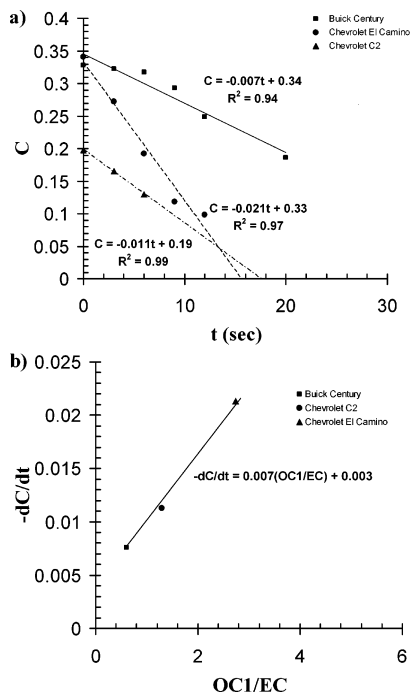 a)
Buick Century
Chevrolet El Camino
Chevrolet C2
0.4
0.35
0.3
0.25
0.2
0.15
0.1
0.05
0
C
C = -0.007t + 0.34
R² = 0.94
C = -0.021t + 0.33
R² = 0.97
C = -0.011t + 0.19
R² = 0.99
0 10 20 30
t (sec)
b)
0.025
0.02
0.015
0.01
0.005
0
-dC/dt
Buick Century
Chevrolet C2
Chevrolet El Camino
-dC/dt = 0.007(OC1/EC) + 0.003
0 2 4 6
OC1/EC